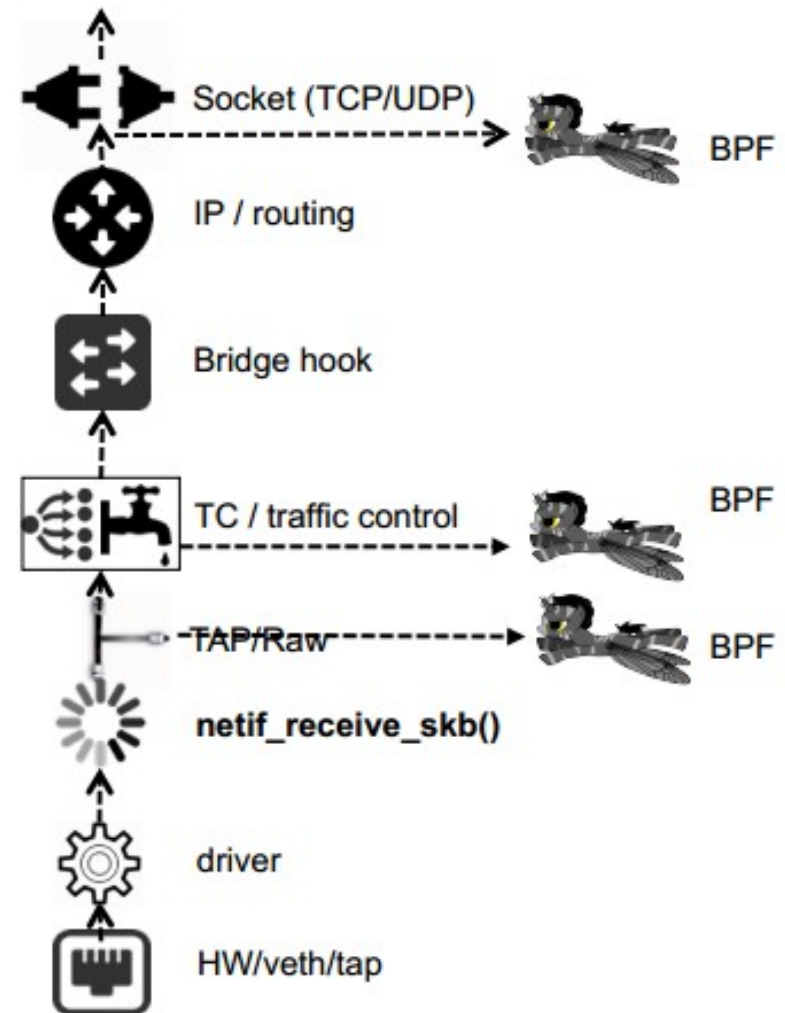 Socket (TCP/UDP)
BPF
IP / routing
Bridge hook
TC / traffic control
BPF
TAP/Raw
BPF
netif_receive_skb()
driver
HW/veth/tap